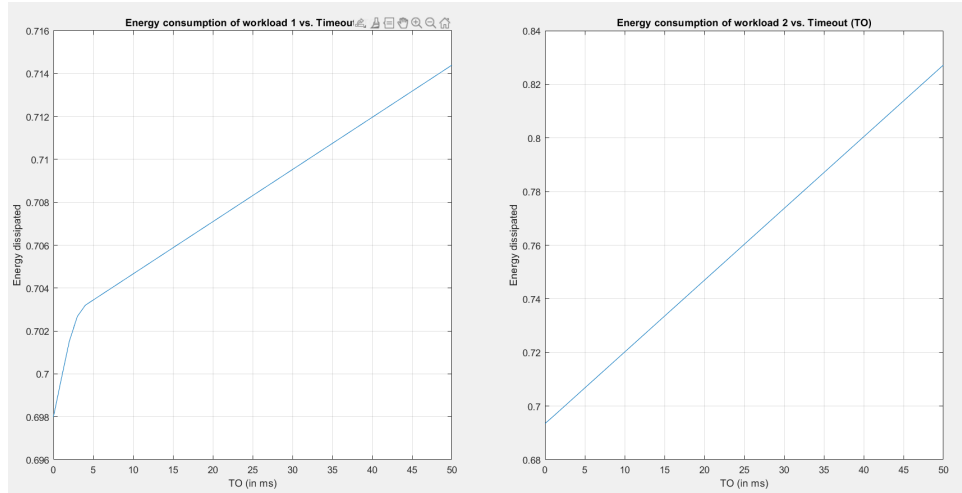 Energy consumption of workload 1 vs. Timeou
0.716
0.714
0.712
0.71
0.708
0.706
0.704
0.702
0.7
0.698
0.696
Energy dissipated
0 5 10 15 20 25 30 35 40 45 50
TO (in ms)
Energy consumption of workload 2 vs. Timeout (TO)
0.84
0.82
0.8
0.78
0.76
0.74
0.72
0.7
0.68
Energy dissipated
0 5 10 15 20 25 30 35 40 45 50
TO (in ms)